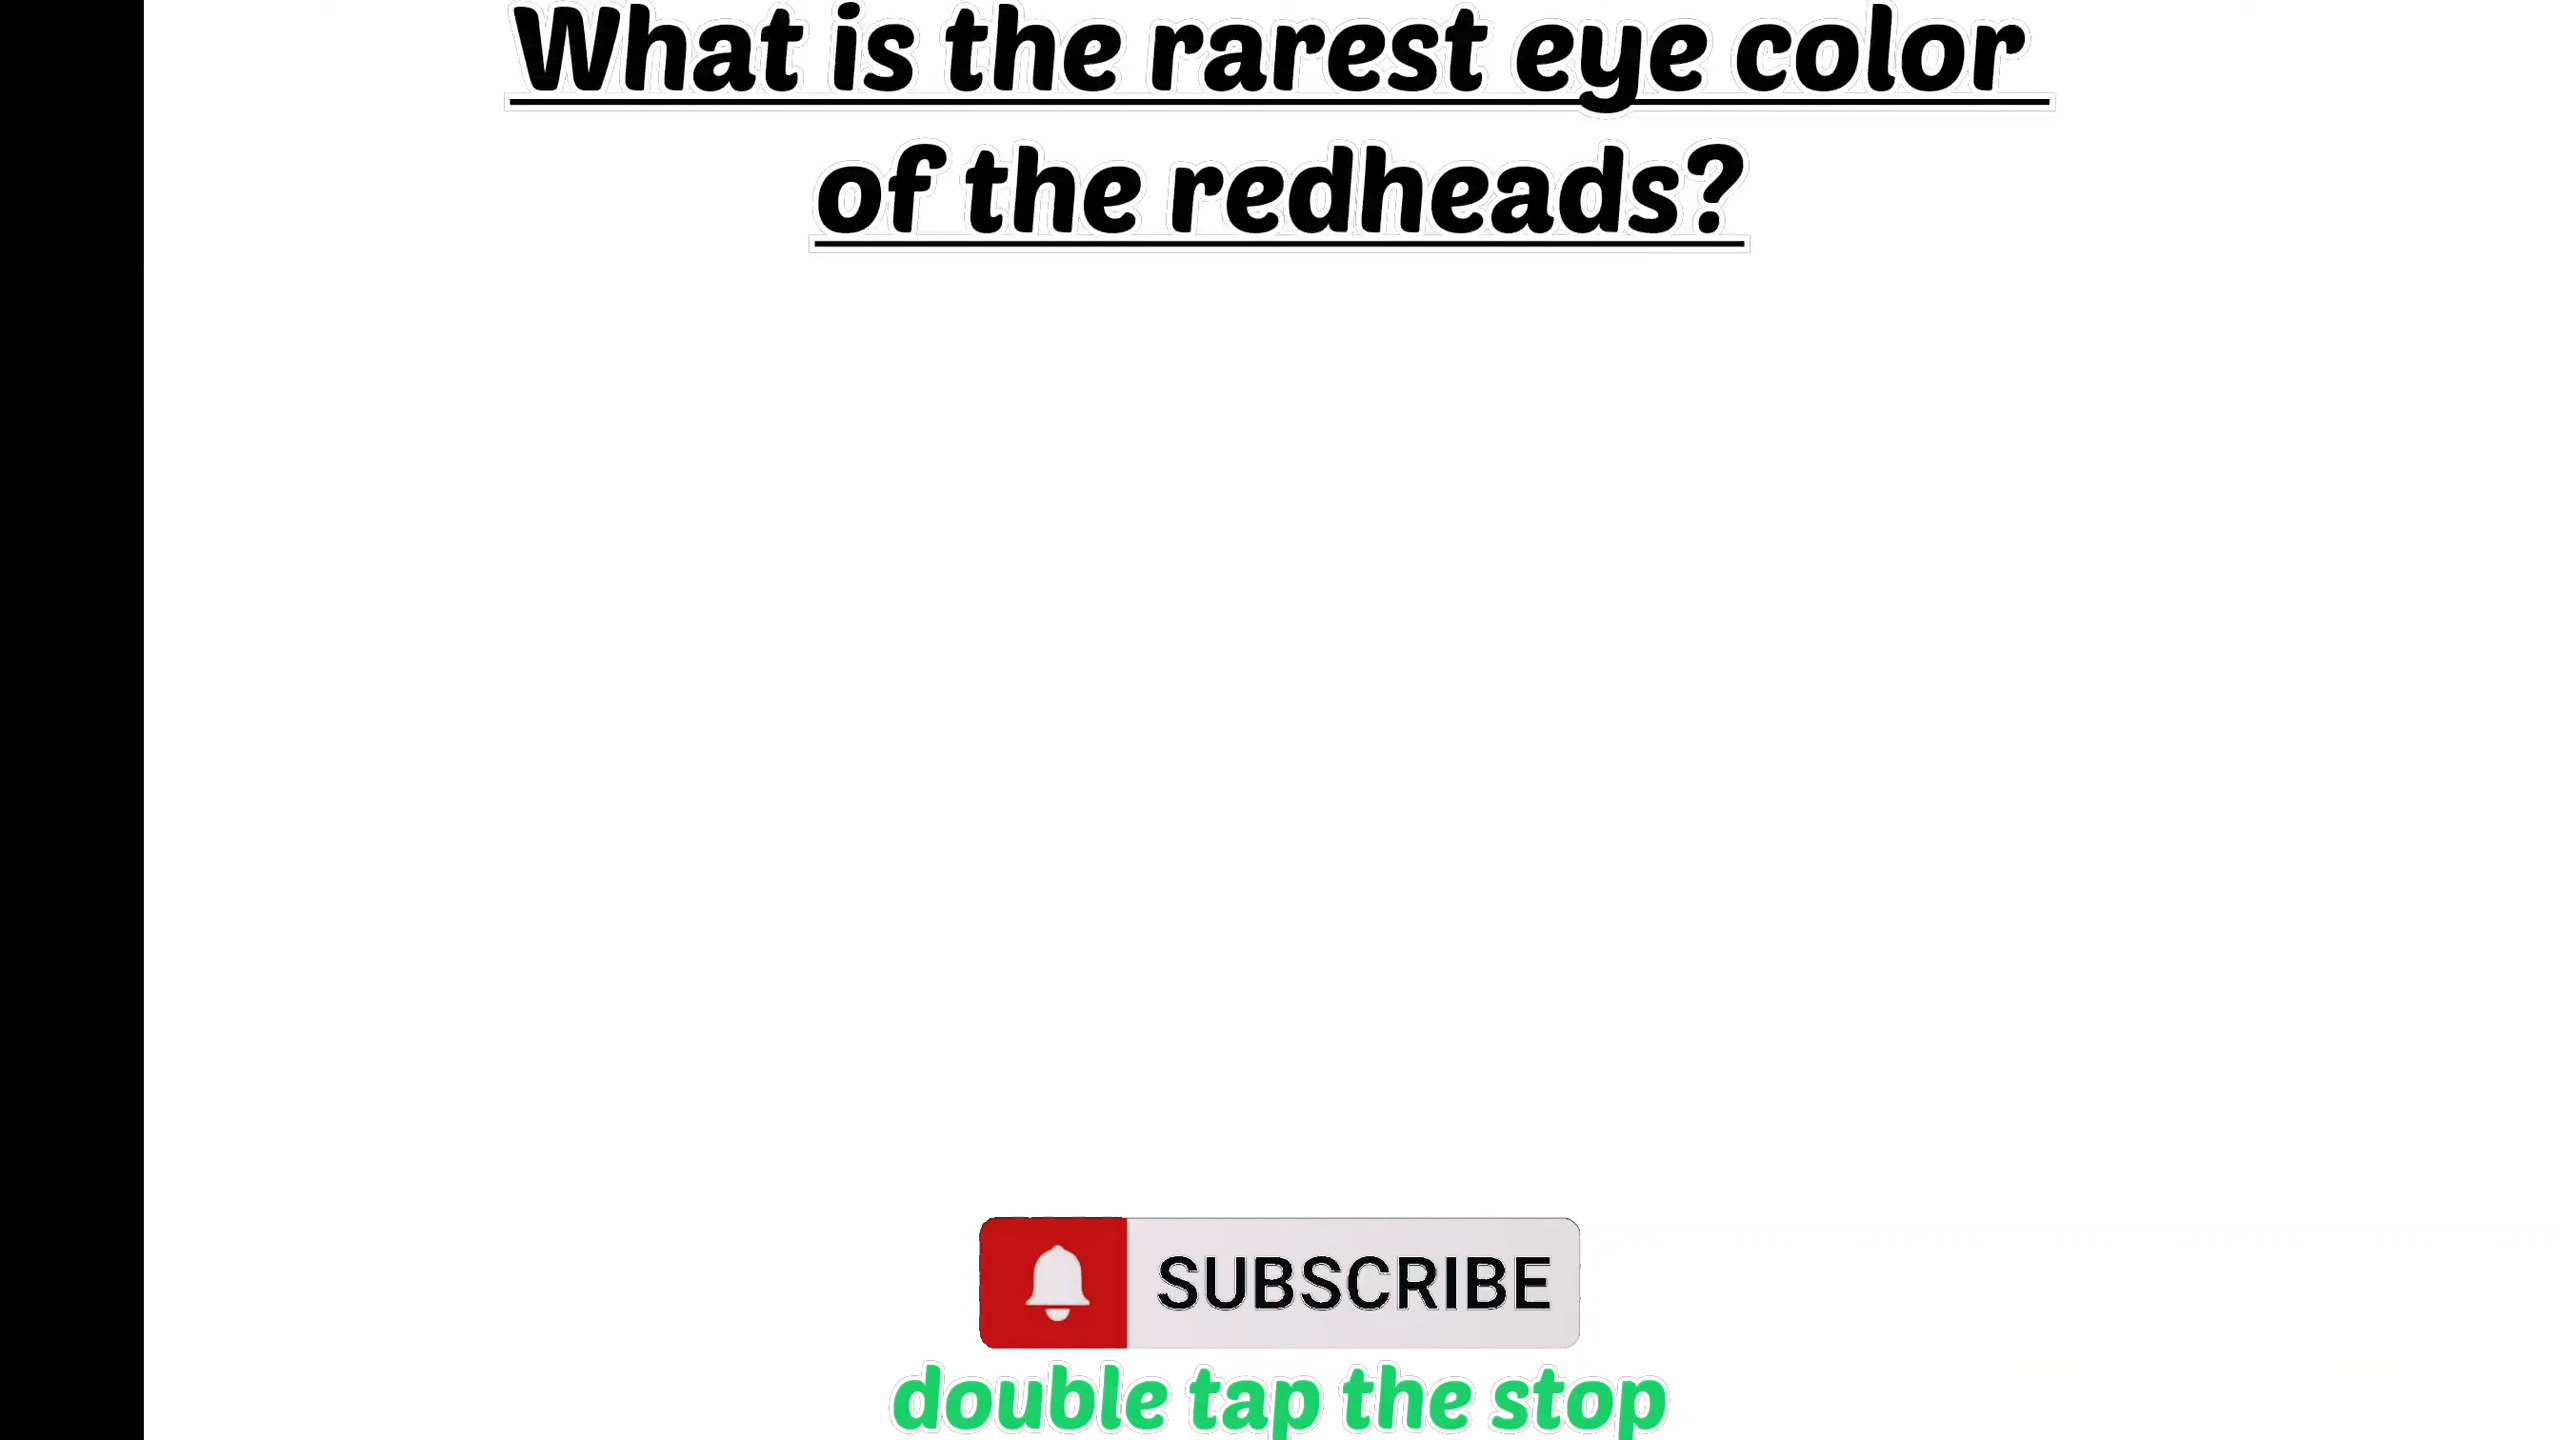 What is the rarest eye color
of the redheads?
SUBSCRIBE
double tap the stop